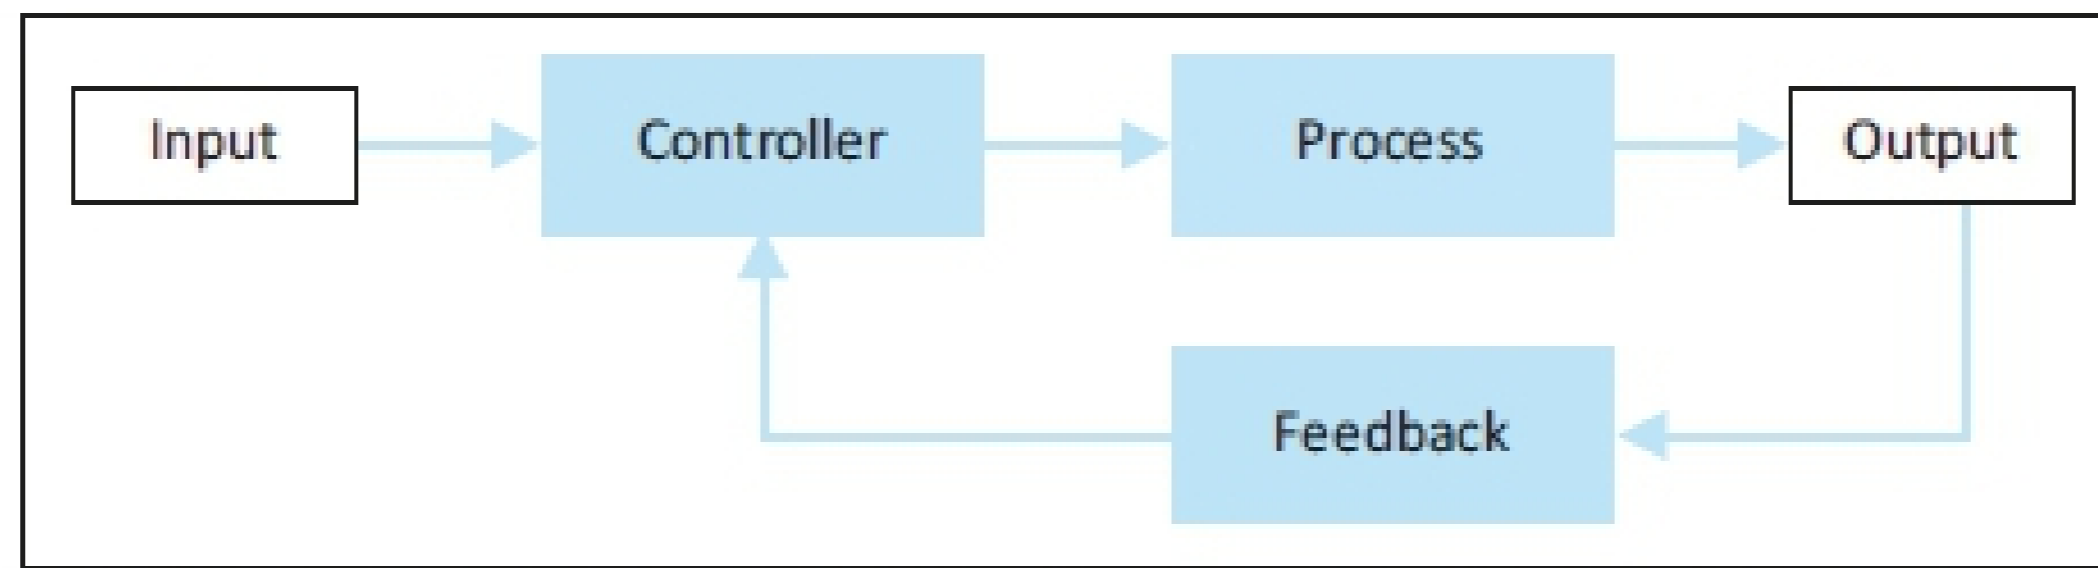 Input
Controller
Process
Output
Feedback